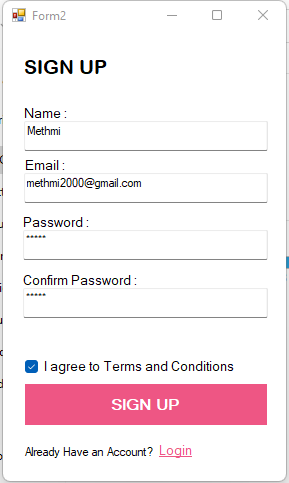 Form2
SIGN UP
Name :
Methmi
Email :
methmi2000@gmail.com
Password :
*****
Confirm Password :
*****
I agree to Terms and Conditions
SIGN UP
Already Have an Account? Login